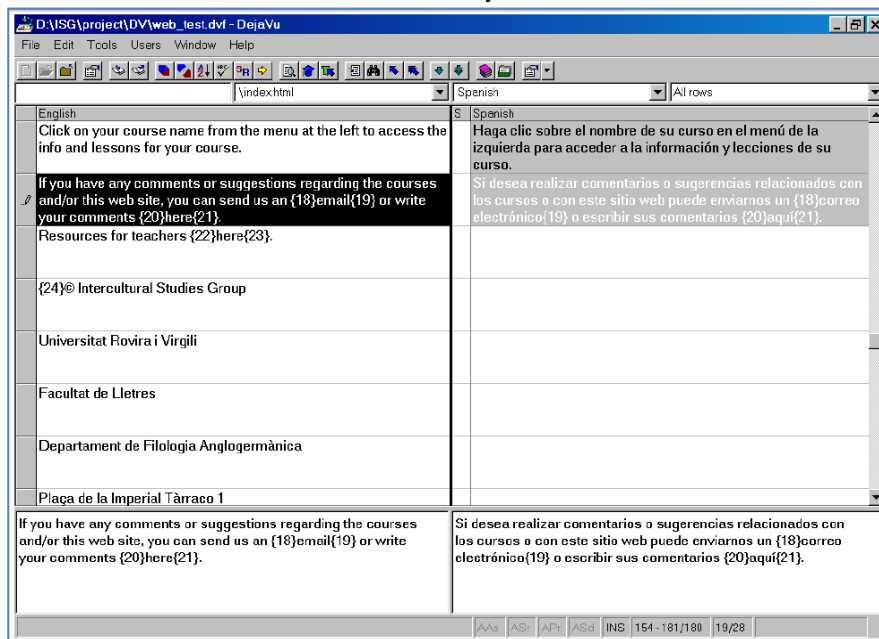 D:\ISG\project\DV\web_test.dvf - DejaVu
File Edit Tools Users Window Help
\index.html Spanish All rows
English S Spanish
Click on your course name from the menu at the left to access the
info and lessons for your course.
Haga clic sobre el nombre de su curso en el menú de la
izquierda para acceder a la información y lecciones de su
curso.
If you have any comments or suggestions regarding the courses
and/or this web site, you can send us an {18}email{19} or write
your comments {20}here{21}.
Si desea realizar comentarios o sugerencias relacionados con
los cursos o con este sitio web puede enviarnos un {18}correo
electrónico{19} o escribir sus comentarios {20}aquí{21}.
Resources for teachers {22}here{23}.
{24}© Intercultural Studies Group
Universitat Rovira i Virgili
Facultat de Lletres
Departament de Filologia Anglogermànica
Plaça de la Imperial Tàrraco 1
If you have any comments or suggestions regarding the courses
and/or this web site, you can send us an {18}email{19} or write
your comments {20}here{21}.
Si desea realizar comentarios o sugerencias relacionados con
los cursos o con este sitio web puede enviarnos un {18}correo
electrónico{19} o escribir sus comentarios {20}aquí{21}.
INS 154-181/180 19/28